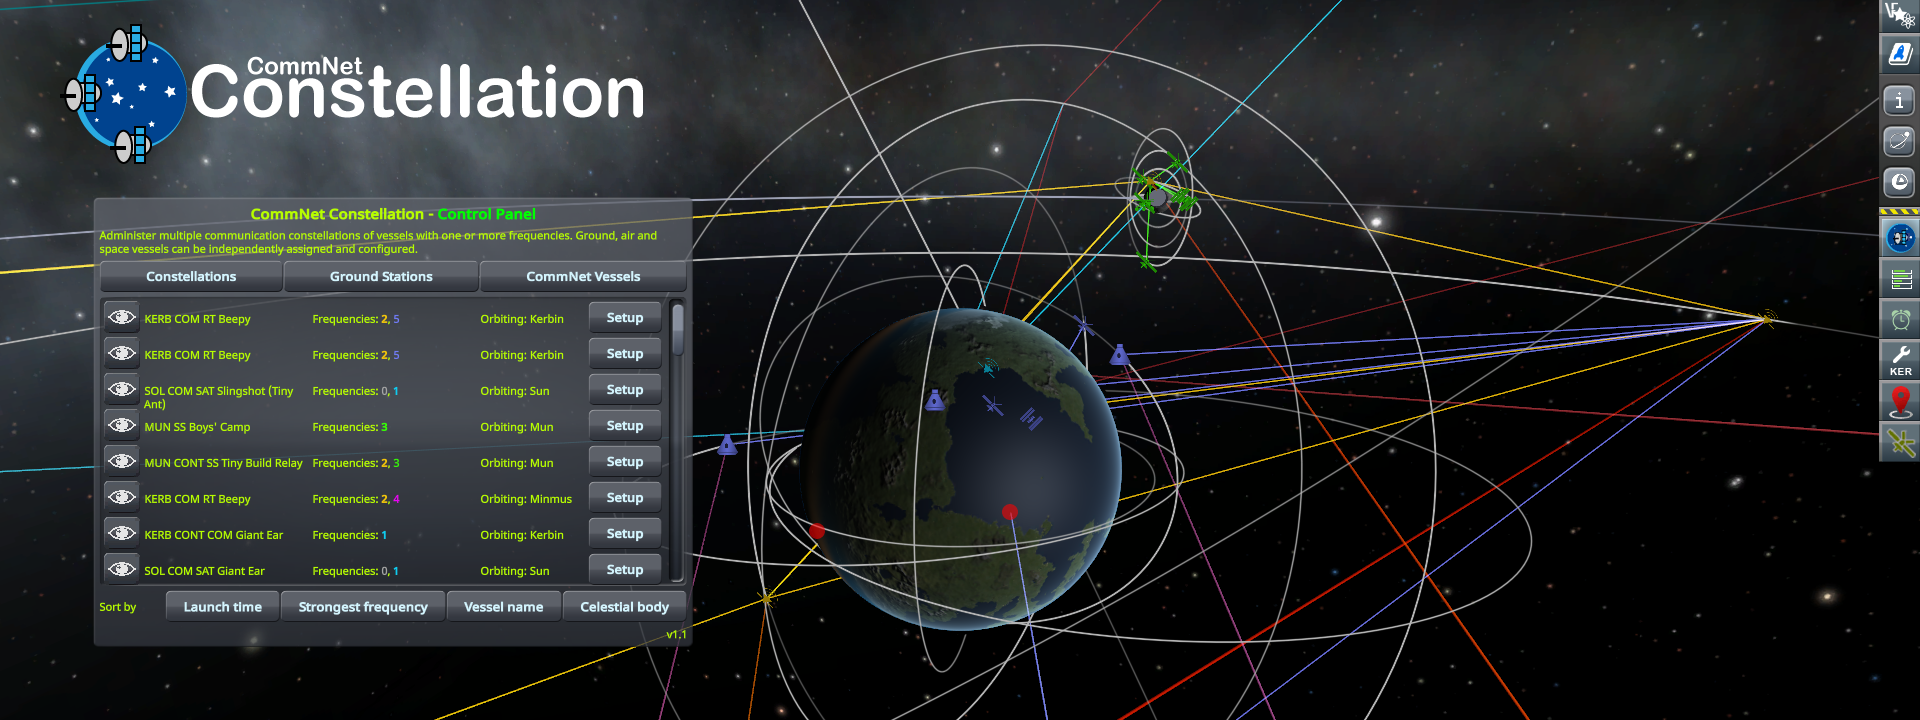 CommNet
Constellation
CommNet Constellation - Control Panel
Administer multiple communication constellations of vessels with one or more frequencies. Ground, air and
space vessels can be independently assigned and configured.
Constellations Ground Stations CommNet Vessels
KERB COM RT Beepy Frequencies: 2, 5 Orbiting: Kerbin Setup
KERB COM RT Beepy Frequencies: 2, 5 Orbiting: Kerbin Setup
SOL COM SAT Slingshot (Tiny Frequencies: 0, 1 Orbiting: Sun Setup
Ant)
MUN SS Boys' Camp Frequencies: 3 Orbiting: Mun Setup
MUN CONT SS Tiny Build Relay Frequencies: 2, 3 Orbiting: Mun Setup
KERB COM RT Beepy Frequencies: 2, 4 Orbiting: Minmus Setup
KERB CONT COM Giant Ear Frequencies: 1 Orbiting: Kerbin Setup
SOL COM SAT Giant Ear Frequencies: 0, 1 Orbiting: Sun Setup
Sort by Launch time Strongest frequency Vessel name Celestial body
v1.1
KER